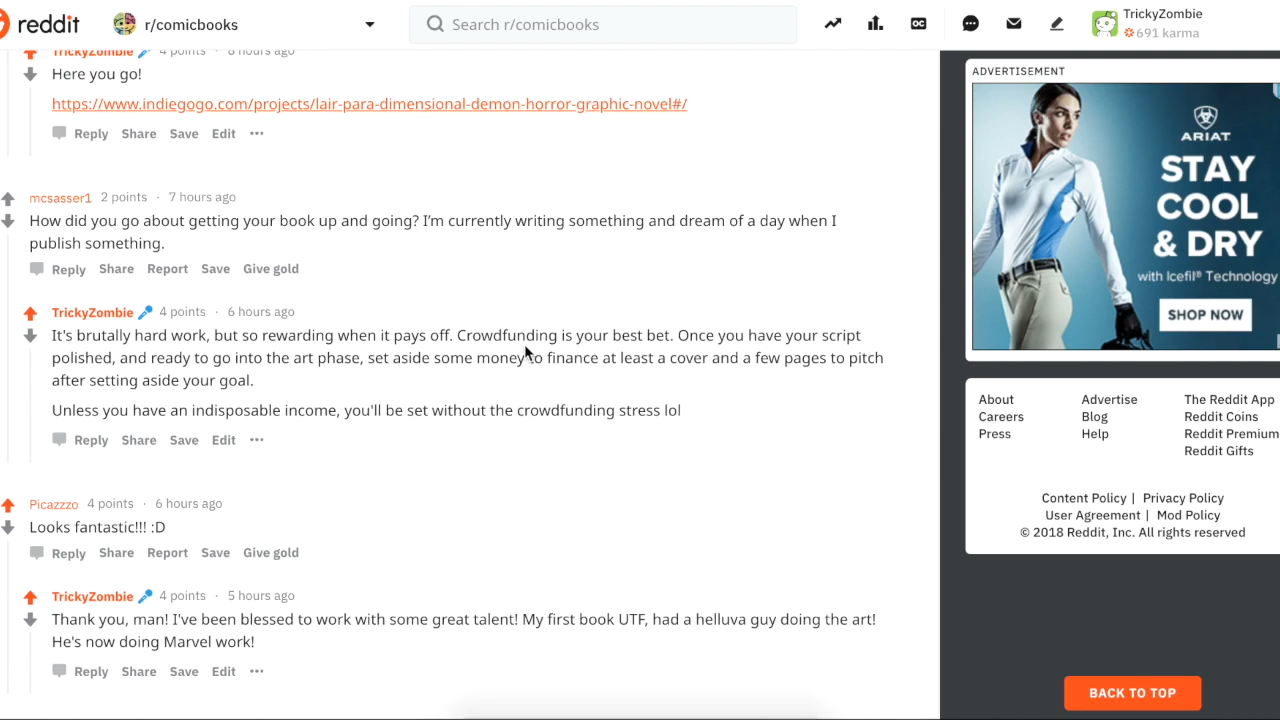 reddit
r/comicbooks
Search r/comicbooks
TrickyZombie
691 karma
TrickyZombie 4 points · 8 hours ago
Here you go!
https://www.indiegogo.com/projects/lair-para-dimensional-demon-horror-graphic-novel#/
Reply Share Save Edit •••
mcsasser1 2 points · 7 hours ago
How did you go about getting your book up and going? I'm currently writing something and dream of a day when I
publish something.
Reply Share Report Save Give gold
TrickyZombie 4 points · 6 hours ago
It's brutally hard work, but so rewarding when it pays off. Crowdfunding is your best bet. Once you have your script
polished, and ready to go into the art phase, set aside some money to finance at least a cover and a few pages to pitch
after setting aside your goal.
Unless you have an indisposable income, you'll be set without the crowdfunding stress lol
Reply Share Save Edit •••
Picazzzo 4 points · 6 hours ago
Looks fantastic!!! :D
Reply Share Report Save Give gold
TrickyZombie 4 points · 5 hours ago
Thank you, man! I've been blessed to work with some great talent! My first book UTF, had a helluva guy doing the art!
He's now doing Marvel work!
Reply Share Save Edit •••
ADVERTISEMENT
ARIAT
STAY
COOL
& DRY
with Icefil® Technology
SHOP NOW
About Advertise The Reddit App
Careers Blog Reddit Coins
Press Help Reddit Premium
Reddit Gifts
Content Policy | Privacy Policy
User Agreement | Mod Policy
© 2018 Reddit, Inc. All rights reserved
BACK TO TOP